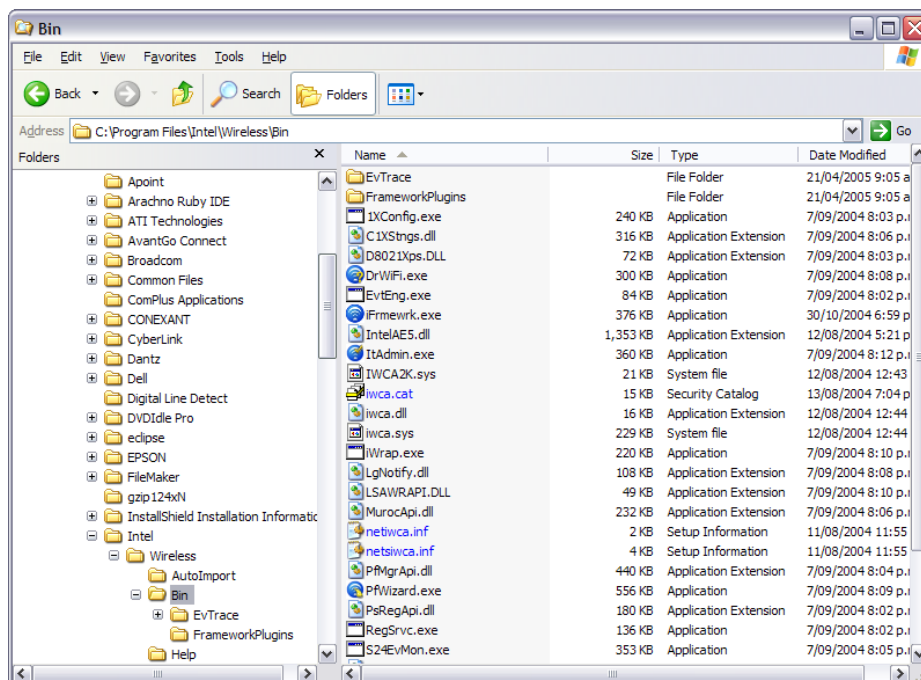 Bin
File Edit View Favorites Tools Help
Back Search Folders
Address C:\Program Files\Intel\Wireless\Bin Go
Folders
Apoint
Arachno Ruby IDE
ATI Technologies
AvantGo Connect
Broadcom
Common Files
ComPlus Applications
CONEXANT
CyberLink
Dantz
Dell
Digital Line Detect
DVDIdle Pro
eclipse
EPSON
FileMaker
gzip124xN
InstallShield Installation Informatic
Intel
Wireless
AutoImport
Bin
EvTrace
FrameworkPlugins
Help
Name Size Type Date Modified
EvTrace File Folder 21/04/2005 9:05 a
FrameworkPlugins File Folder 21/04/2005 9:05 a
1XConfig.exe 240 KB Application 7/09/2004 8:03 p.r
C1XStngs.dll 316 KB Application Extension 7/09/2004 8:06 p.r
D8021Xps.DLL 72 KB Application Extension 7/09/2004 8:03 p.r
DrWiFi.exe 300 KB Application 7/09/2004 8:08 p.r
EvtEng.exe 84 KB Application 7/09/2004 8:02 p.r
iFrmewrk.exe 376 KB Application 30/10/2004 6:59 p
IntelAE5.dll 1,353 KB Application Extension 12/08/2004 5:21 p
ItAdmin.exe 360 KB Application 7/09/2004 8:12 p.r
IWCA2K.sys 21 KB System file 12/08/2004 12:43
iwca.cat 15 KB Security Catalog 13/08/2004 7:04 p
iwca.dll 16 KB Application Extension 12/08/2004 12:44
iwca.sys 229 KB System file 12/08/2004 12:44
iWrap.exe 220 KB Application 7/09/2004 8:10 p.r
LgNotify.dll 108 KB Application Extension 7/09/2004 8:08 p.r
LSAWRAPI.DLL 49 KB Application Extension 7/09/2004 8:10 p.r
MurocApi.dll 232 KB Application Extension 7/09/2004 8:06 p.r
netiwca.inf 2 KB Setup Information 11/08/2004 11:55
netsiwca.inf 4 KB Setup Information 11/08/2004 11:55
PfMgrApi.dll 440 KB Application Extension 7/09/2004 8:04 p.r
PfWizard.exe 556 KB Application 7/09/2004 8:09 p.r
PsRegApi.dll 180 KB Application Extension 7/09/2004 8:02 p.r
RegSrvc.exe 136 KB Application 7/09/2004 8:02 p.r
S24EvMon.exe 353 KB Application 7/09/2004 8:05 p.r